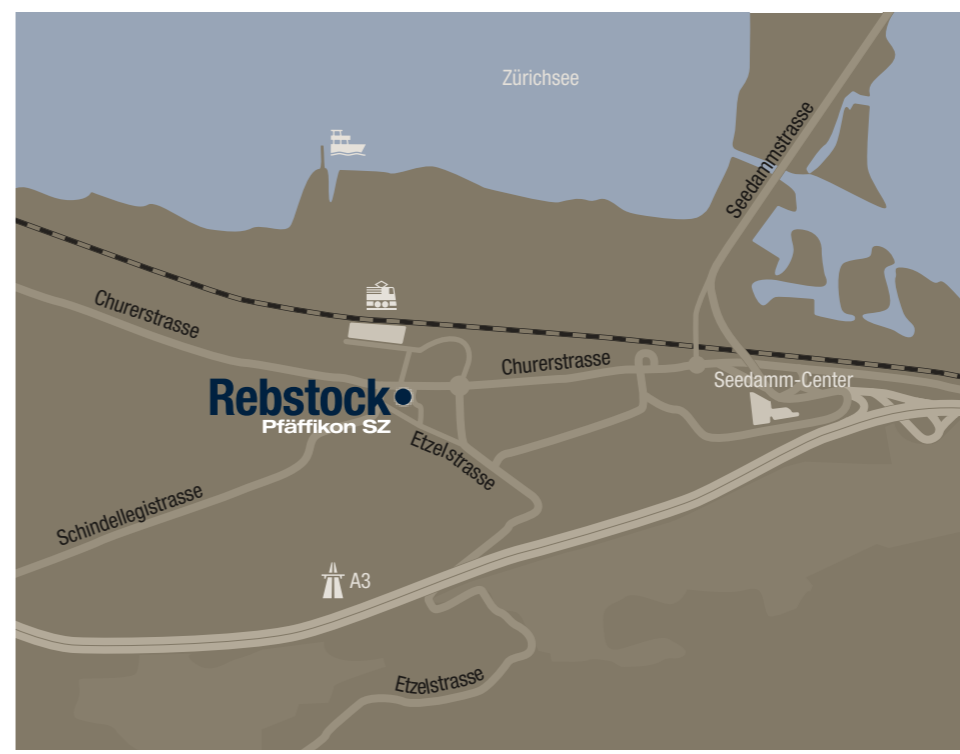 Zürichsee
Seedammstrasse
Churerstrasse
Churerstrasse
Seedamm-Center
Rebstock
Pfäffikon SZ
Etzelstrasse
Schindellegistrasse
A3
Etzelstrasse